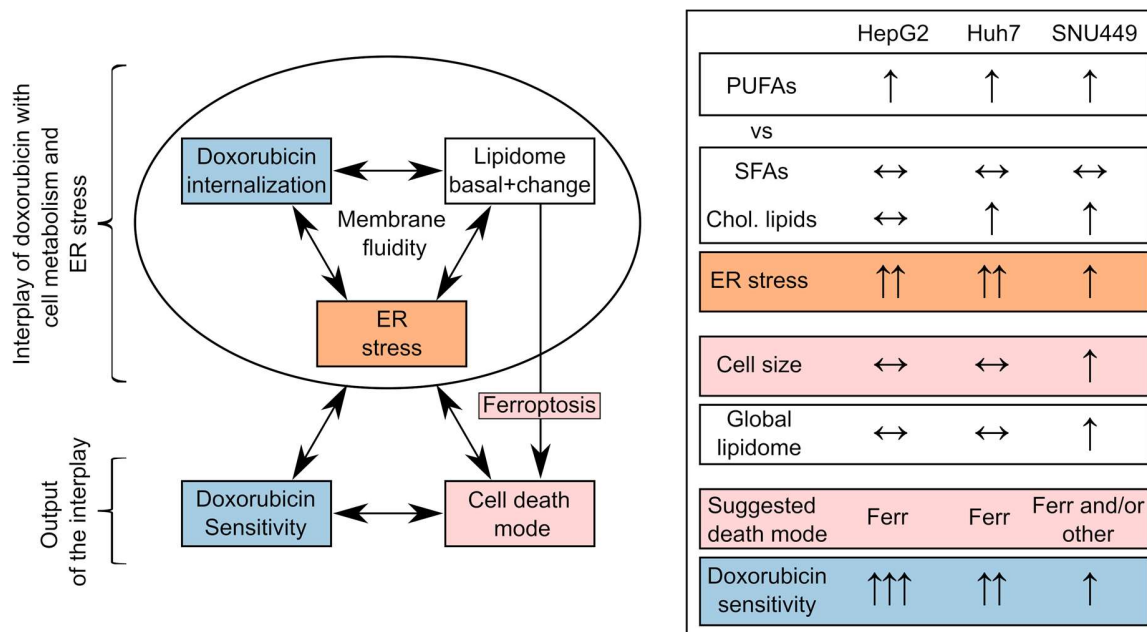 Interplay of doxorubicin with
cell metabolism and
ER stress
Doxorubicin
internalization
Lipidome
basal+change
Membrane
fluidity
ER
stress
Ferroptosis
Output
of the interplay
Doxorubicin
Sensitivity
Cell death
mode
HepG2 Huh7 SNU449
PUFAs ↑ ↑ ↑
vs
SFAs ↔ ↔ ↔
Chol. lipids ↔ ↑ ↑
ER stress ↑↑ ↑↑ ↑
Cell size ↔ ↔ ↑
Global
lipidome ↔ ↔ ↑
Suggested
death mode Ferr Ferr Ferr and/or
other
Doxorubicin
sensitivity ↑↑↑ ↑↑ ↑